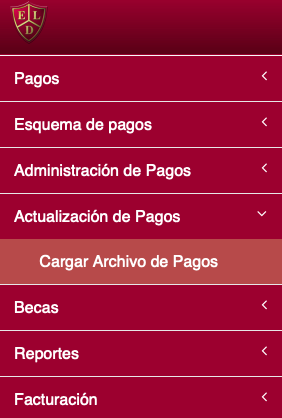 E L
D
Pagos
Esquema de pagos
Administración de Pagos
Actualización de Pagos
Cargar Archivo de Pagos
Becas
Reportes
Facturación